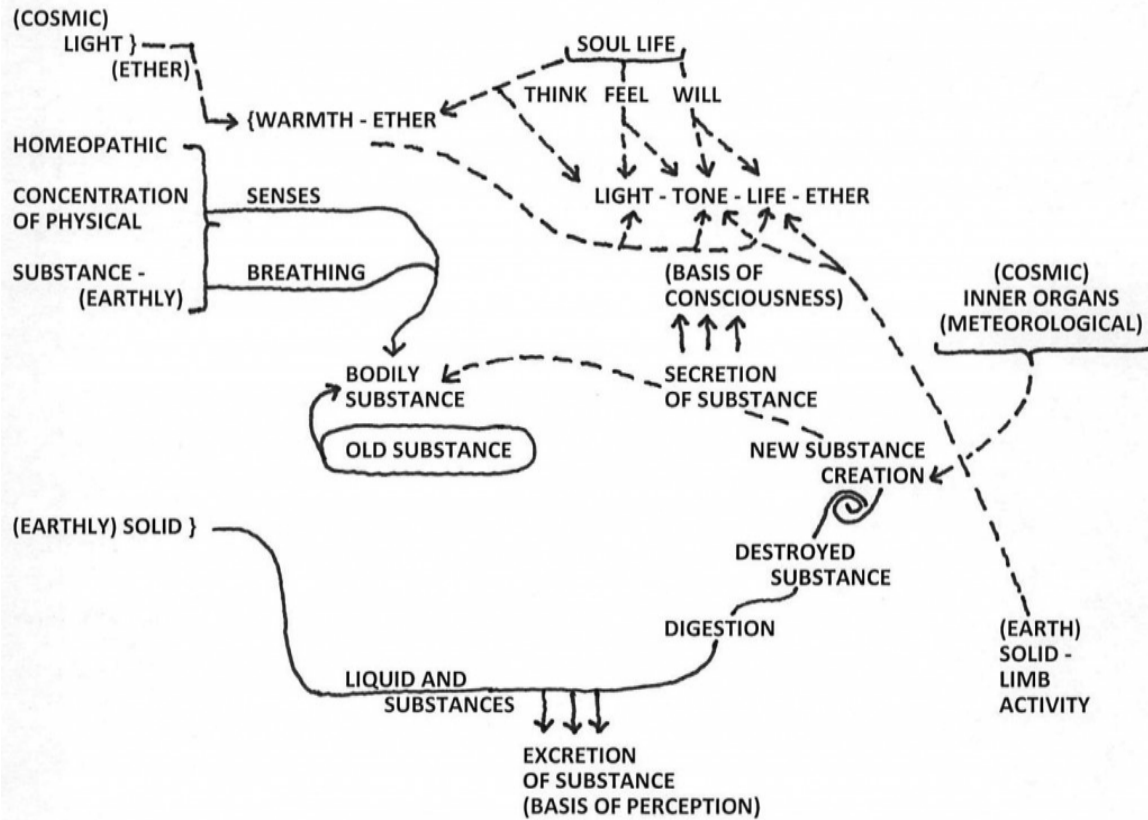 (COSMIC)
LIGHT }
(ETHER)
SOUL LIFE
THINK FEEL WILL
{WARMTH - ETHER
HOMEOPATHIC
CONCENTRATION
OF PHYSICAL
SUBSTANCE -
(EARTHLY)
SENSES
BREATHING
LIGHT - TONE - LIFE - ETHER
(BASIS OF
CONSCIOUSNESS)
(COSMIC)
INNER ORGANS
(METEOROLOGICAL)
BODILY
SUBSTANCE
SECRETION
OF SUBSTANCE
OLD SUBSTANCE
NEW SUBSTANCE
CREATION
(EARTHLY) SOLID }
DESTROYED
SUBSTANCE
DIGESTION
(EARTH)
SOLID -
LIMB
ACTIVITY
LIQUID AND
SUBSTANCES
EXCRETION
OF SUBSTANCE
(BASIS OF PERCEPTION)